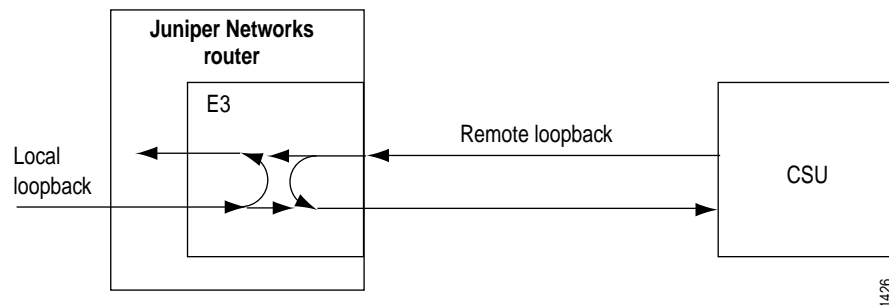 Juniper Networks
router
E3
Remote loopback
Local
loopback
CSU
1426